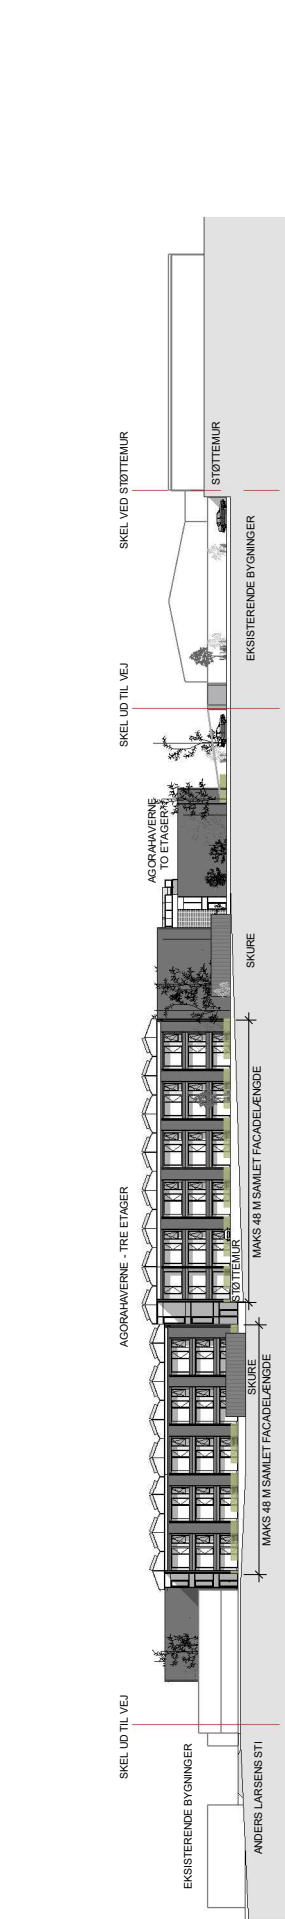 SKEL UD TIL VEJ
AGORAHAVERNE - TRE ETAGER
AGORAHAVERNE
TO ETAGER
SKEL UD TIL VEJ
SKEL VED STØTTEMUR
EKSISTERENDE BYGNINGER
ANDERS LARSENS STI
SKURE
MAKS 48 M SAMLET FACADELÆNGDE
STØTTEMUR
MAKS 48 M SAMLET FACADELÆNGDE
SKURE
EKSISTERENDE BYGNINGER
STØTTEMUR